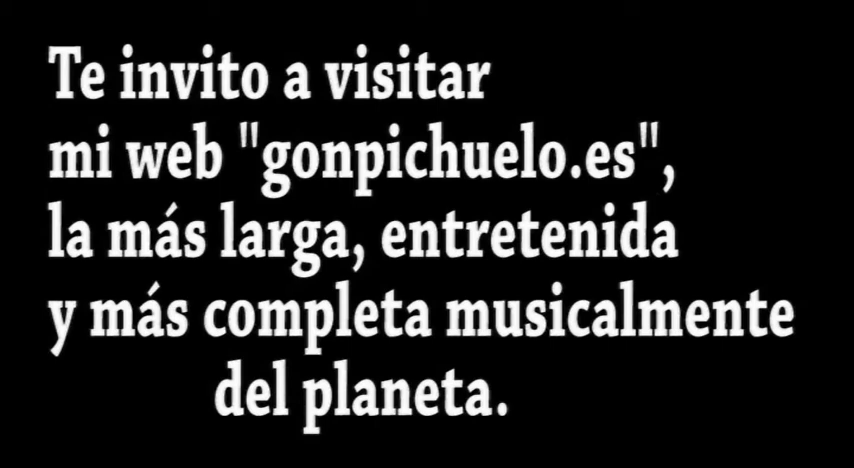 Te invito a visitar
mi web "gonpichuelo.es",
la más larga, entretenida
y más completa musicalmente
del planeta.